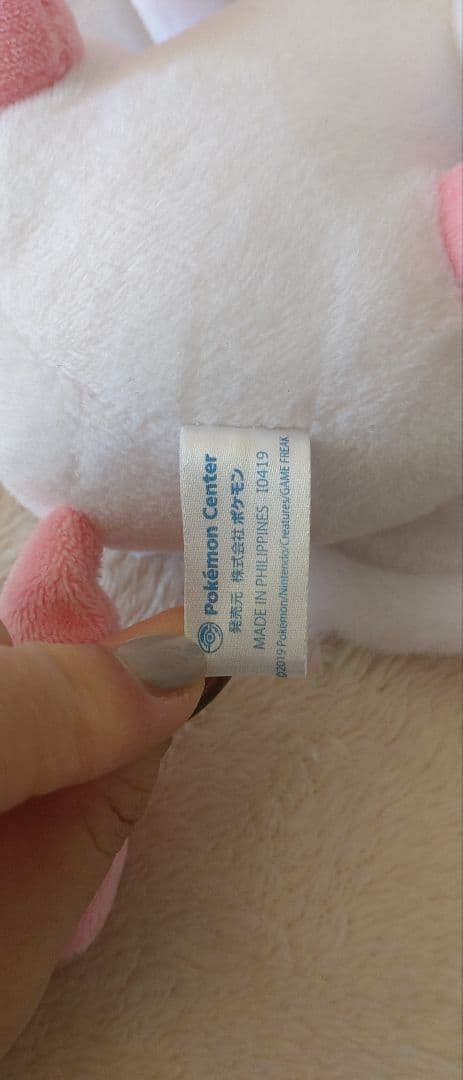 Pokémon Center
発売元 株式会社ポケモン
MADE IN PHILIPPINES I0419
©2019 Pokémon/Nintendo/Creatures/GAME FREAK